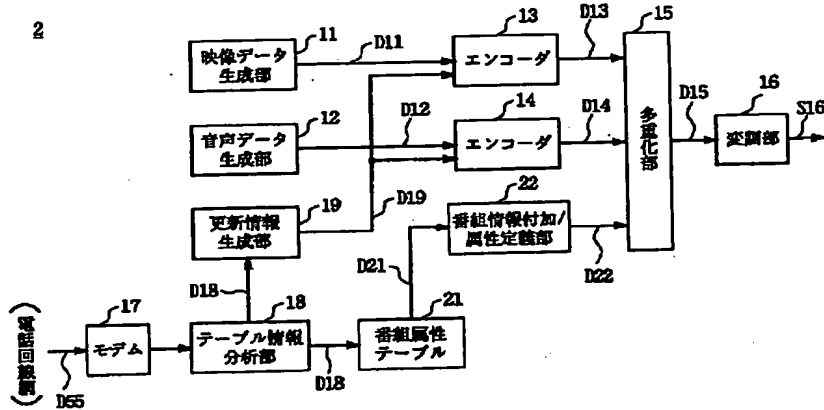 2
11
映像データ
生成部
D11
13
エンコーダ
D13
15
多重化部
D15
16
変調部
S16
12
音声データ
生成部
D12
14
エンコーダ
D14
19
更新情報
生成部
D19
22
番組情報付加/
属性定義部
D22
D21
D18
(電話回線網)
D55
17
モデム
18
テーブル情報
分析部
D18
21
番組属性
テーブル